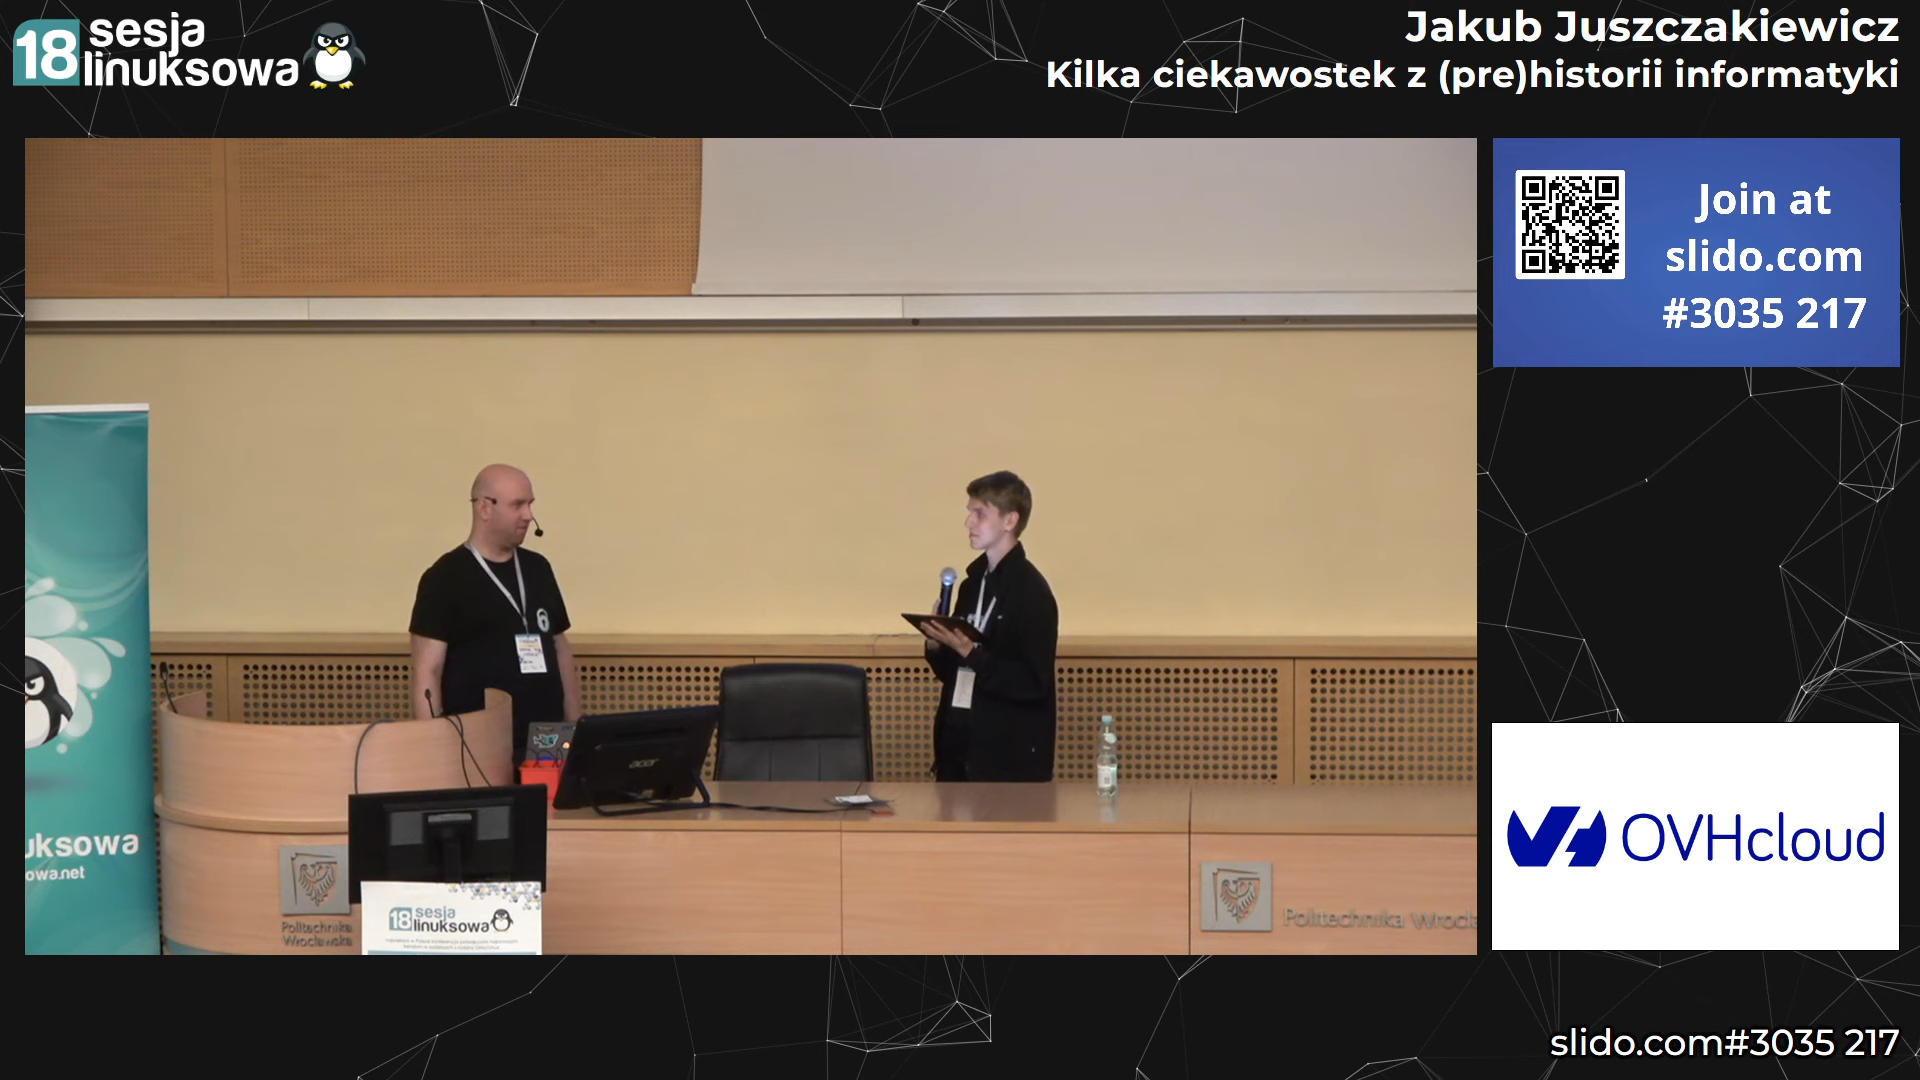 18 sesja
linuksowa
Jakub Juszczakiewicz
Kilka ciekawostek z (pre)historii informatyki
Join at
slido.com
#3035 217
uksowa
owa.net
acer
Politechnika
Wrocławska
18 sesja
linuksowa
Politechnika Wrocła
OVHcloud
slido.com#3035 217